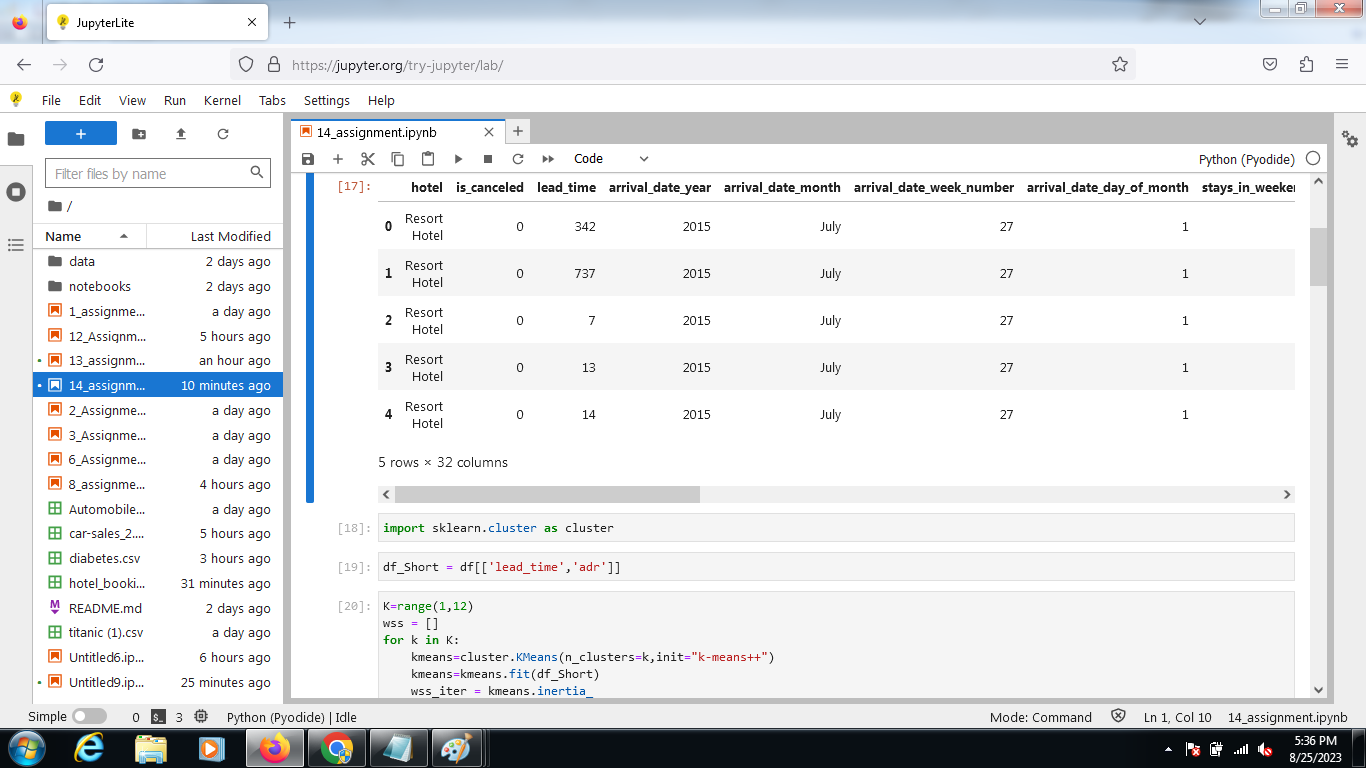 JupyterLite
https://jupyter.org/try-jupyter/lab/
File Edit View Run Kernel Tabs Settings Help
14_assignment.ipynb
Code
Python (Pyodide)
Filter files by name
/
Name Last Modified
data 2 days ago
notebooks 2 days ago
1_assignme... a day ago
12_Assignm... 5 hours ago
13_assignm... an hour ago
14_assignm... 10 minutes ago
2_Assignme... a day ago
3_Assignme... a day ago
6_Assignme... a day ago
8_assignme... 4 hours ago
Automobile... a day ago
car-sales_2.... 5 hours ago
diabetes.csv 3 hours ago
hotel_booki... 31 minutes ago
README.md 2 days ago
titanic (1).csv a day ago
Untitled6.ip... 6 hours ago
Untitled9.ip... 25 minutes ago
[17]: hotel is_canceled lead_time arrival_date_year arrival_date_month arrival_date_week_number arrival_date_day_of_month stays_in_weeker
0 Resort Hotel 0 342 2015 July 27 1
1 Resort Hotel 0 737 2015 July 27 1
2 Resort Hotel 0 7 2015 July 27 1
3 Resort Hotel 0 13 2015 July 27 1
4 Resort Hotel 0 14 2015 July 27 1
5 rows × 32 columns
[18]: import sklearn.cluster as cluster
[19]: df_Short = df[['lead_time','adr']]
[20]: K=range(1,12)
wss = []
for k in K:
    kmeans=cluster.KMeans(n_clusters=k,init="k-means++")
    kmeans=kmeans.fit(df_Short)
    wss_iter = kmeans.inertia_
Simple 0 $_ 3 Python (Pyodide) | Idle Mode: Command Ln 1, Col 10 14_assignment.ipynb
5:36 PM
8/25/2023